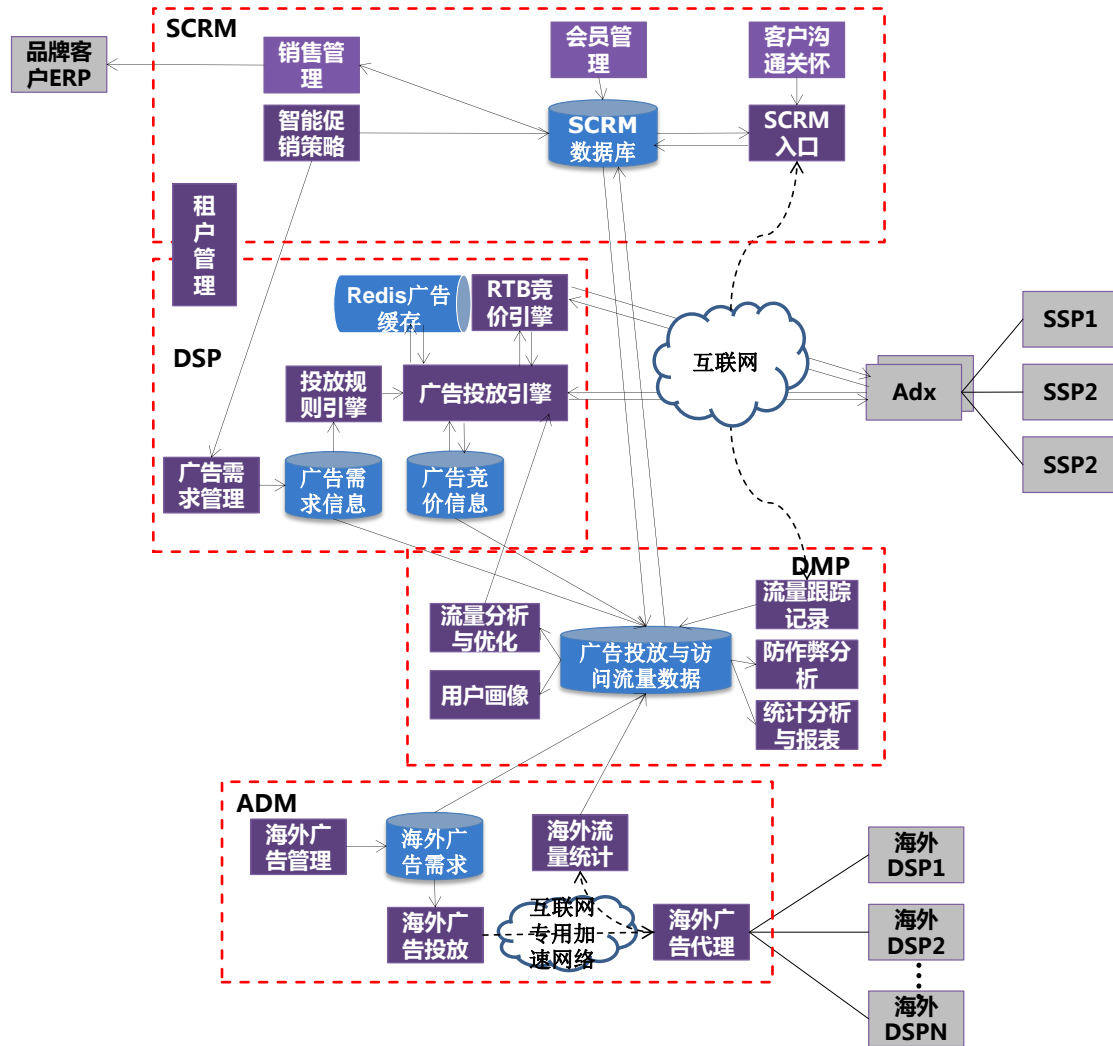 SCRM
品牌客
户ERP
销售管
理
会员管
理
客户沟
通关怀
智能促
销策略
SCRM
数据库
SCRM
入口
租
户
管
理
DSP
Redis广告
缓存
RTB竞
价引擎
互联网
投放规
则引擎
广告投放引擎
Adx
SSP1
SSP2
SSP2
广告需
求管理
广告需
求信息
广告竞
价信息
DMP
流量跟踪
记录
流量分析
与优化
广告投放与访
问流量数据
防作弊分
析
用户画像
统计分析
与报表
ADM
海外广
告管理
海外广
告需求
海外流
量统计
海外广
告投放
互联网
专用加
速网络
海外广
告代理
海外
DSP1
海外
DSP2
海外
DSPN